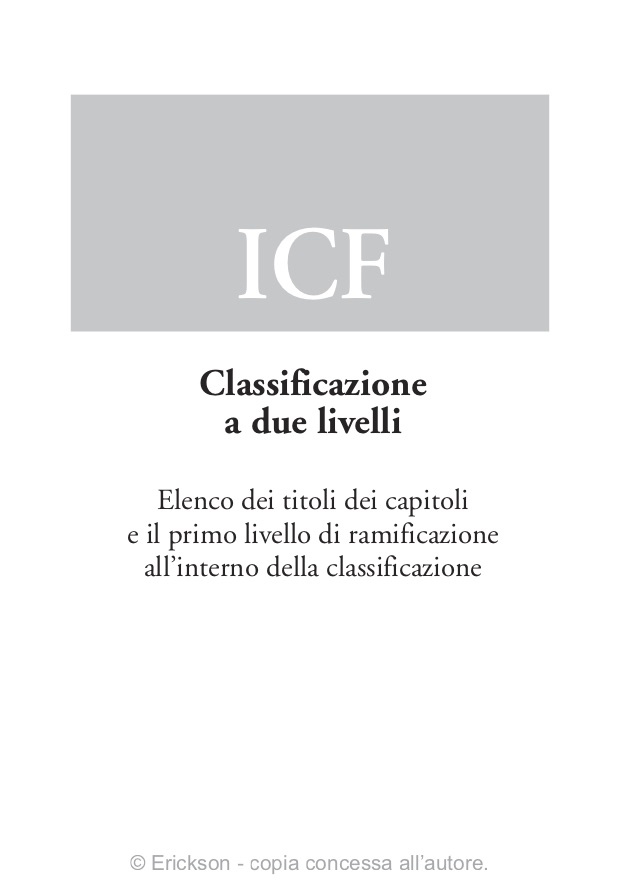 ICF
Classificazione
a due livelli
Elenco dei titoli dei capitoli
e il primo livello di ramificazione
all’interno della classificazione
© Erickson - copia concessa all’autore.